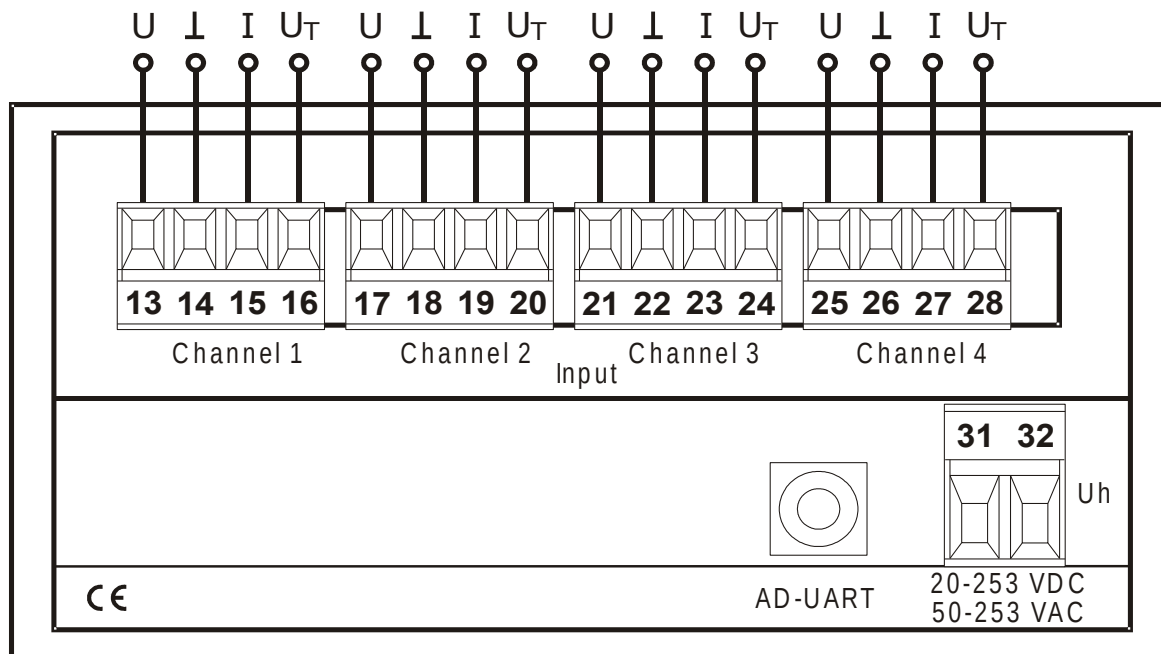 U ⊥ I UT U ⊥ I UT U ⊥ I UT U ⊥ I UT
13 14 15 16 17 18 19 20 21 22 23 24 25 26 27 28
Channel 1 Channel 2 Channel 3 Channel 4
Input
31 32
Uh
AD-UART
20-253 VDC
50-253 VAC
CE